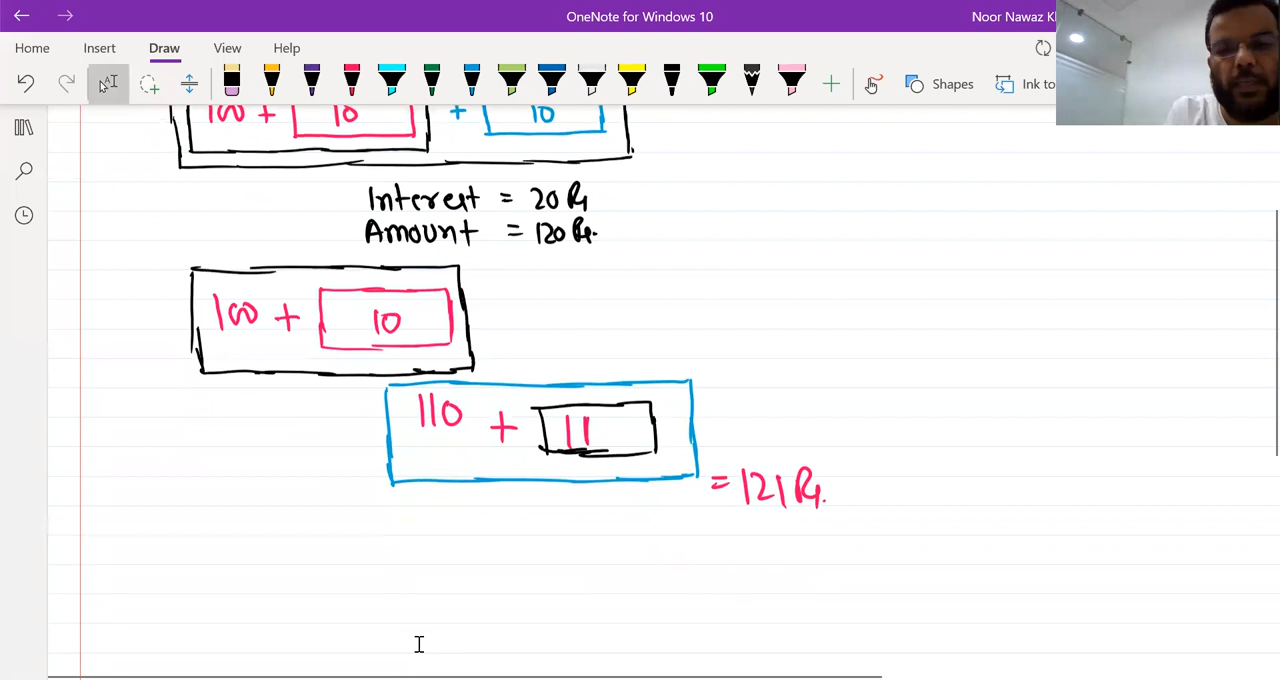 OneNote for Windows 10
Noor Nawaz K
Home Insert Draw View Help
Shapes
Ink to
100 + 10 + 10
Interest = 20 Rs
Amount = 120 Rs.
100 + 10
110 + 11
= 121 Rs.